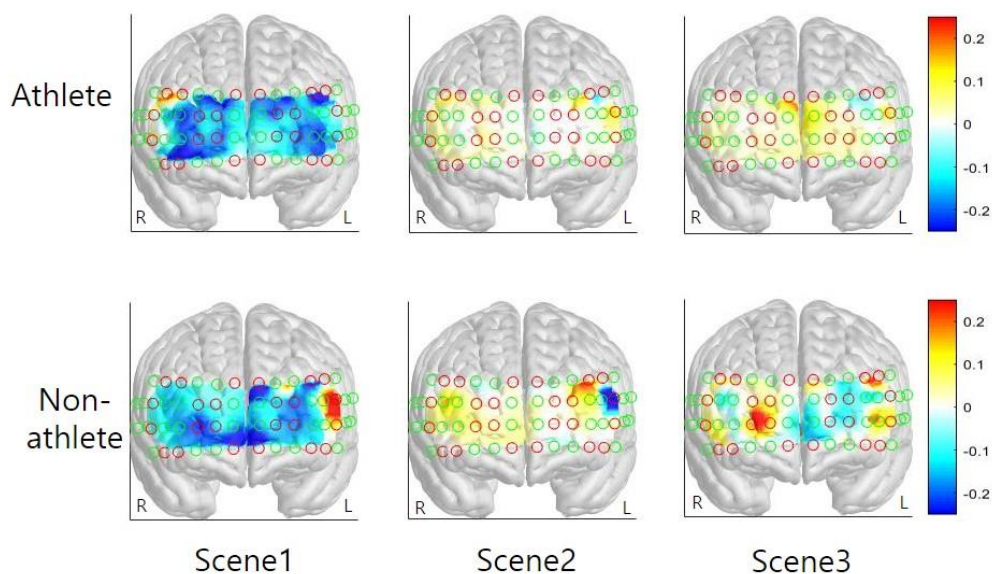 Athlete
R
L
R
L
R
L
0.2
0.1
0
-0.1
-0.2
Non-
athlete
R
L
R
L
R
L
0.2
0.1
0
-0.1
-0.2
Scene1
Scene2
Scene3